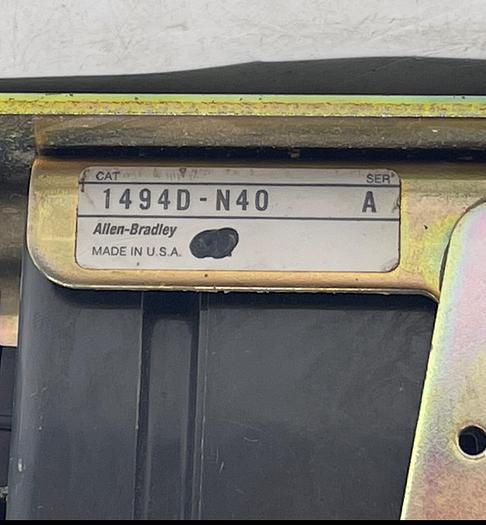 CAT SER
1494D-N40 A
Allen-Bradley
MADE IN U.S.A.